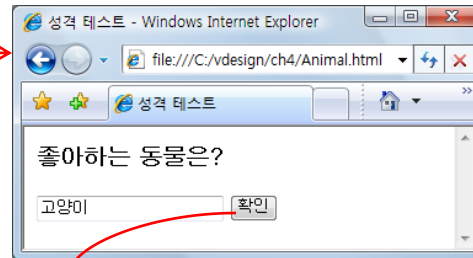 성격 테스트 - Windows Internet Explorer
file:///C:/vdesign/ch4/Animal.html
성격 테스트
좋아하는 동물은?
고양이 확인